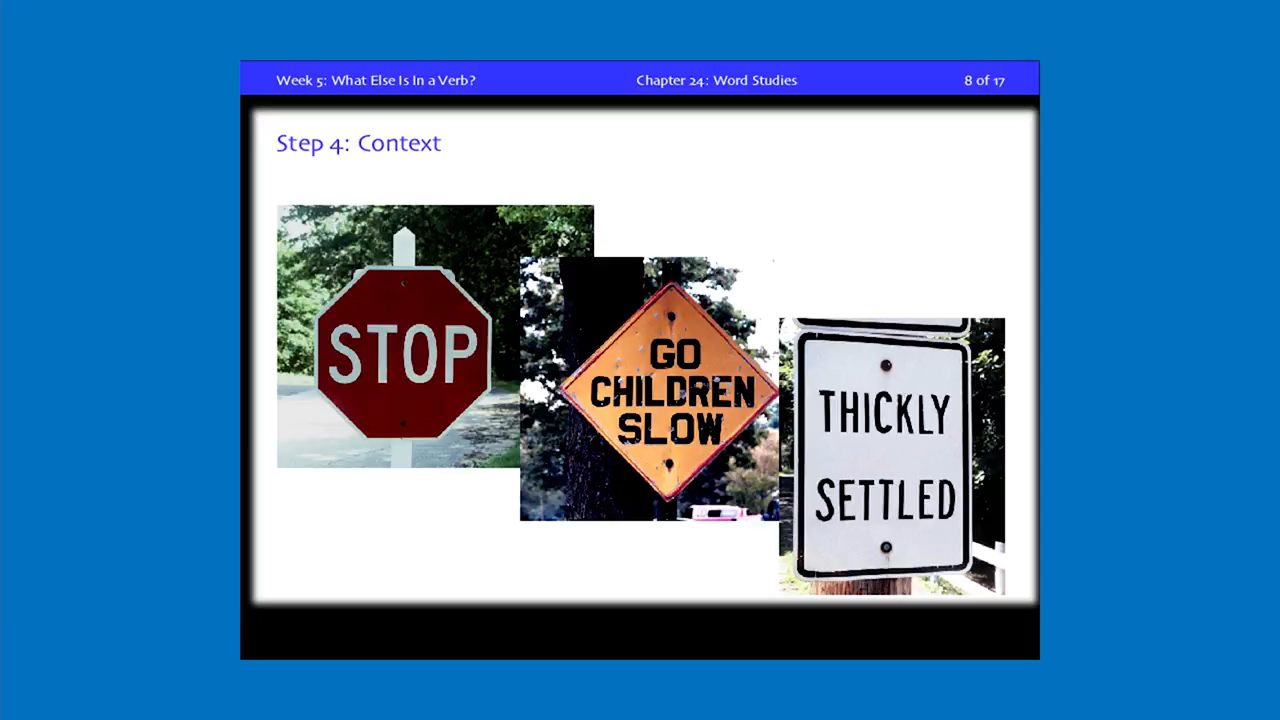 Week 5: What Else Is In a Verb?
Chapter 24: Word Studies
8 of 17
Step 4: Context
STOP
GO
CHILDREN
SLOW
THICKLY
SETTLED